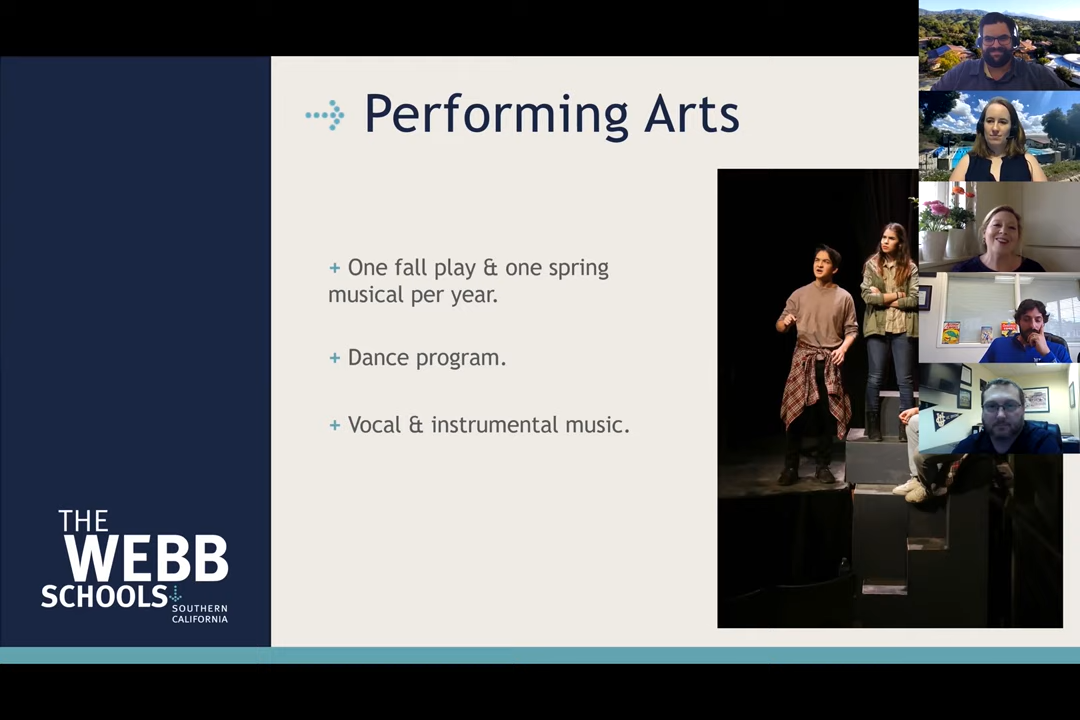 Performing Arts
+ One fall play & one spring
musical per year.
+ Dance program.
+ Vocal & instrumental music.
THE
WEBB
SCHOOLS
SOUTHERN
CALIFORNIA